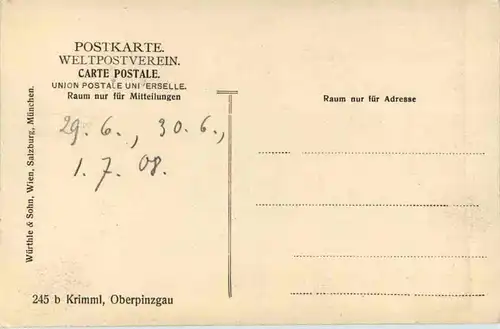 POSTKARTE.
WELTPOSTVEREIN.
CARTE POSTALE.
UNION POSTALE UNIVERSELLE.
Raum nur für Mitteilungen
Raum nur für Adresse
29. 6., 30. 6.,
1. 7. 08.
Würthle & Sohn, Wien, Salzburg, München.
245 b Krimml, Oberpinzgau